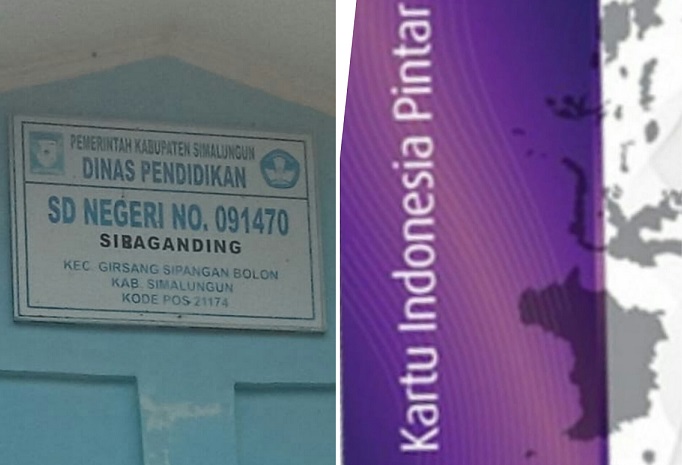 PEMERINTAH KABUPATEN SIMALUNGUN
DINAS PENDIDIKAN
SD NEGERI NO. 091470
SIBAGANDING
KEC. GIRSANG SIPANGAN BOLON
KAB. SIMALUNGUN
KODE POS 21174
Kartu Indonesia Pintar